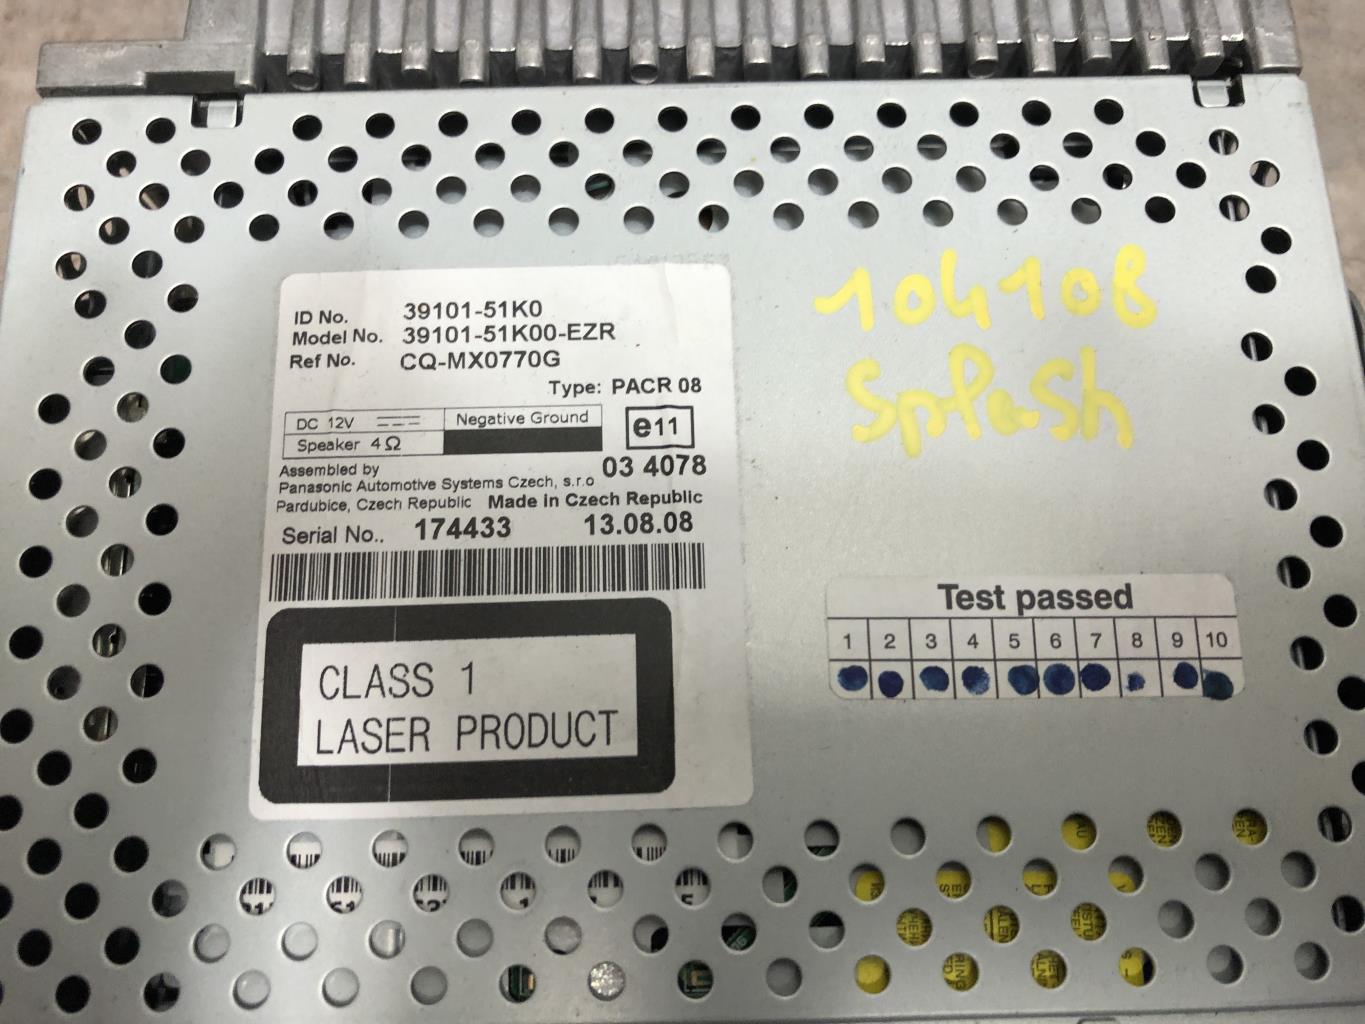 ID No. 39101-51K0
Model No. 39101-51K00-EZR
Ref No. CQ-MX0770G
Type: PACR 08
DC 12V Negative Ground
Speaker 4Ω
e11
Assembled by 03 4078
Panasonic Automotive Systems Czech, s.r.o
Pardubice, Czech Republic Made in Czech Republic
Serial No.. 174433 13.08.08
CLASS 1
LASER PRODUCT
104108
Splash
Test passed
1 2 3 4 5 6 7 8 9 10